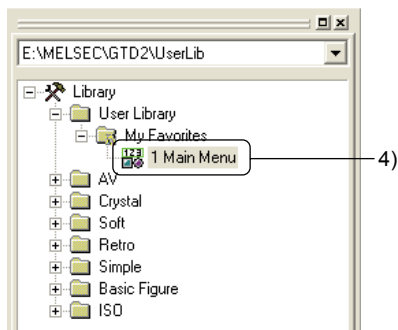 E:\MELSEC\GTD2\UserLib
Library
User Library
My Favorites
1 Main Menu
4)
AV
Crystal
Soft
Retro
Simple
Basic Figure
ISO